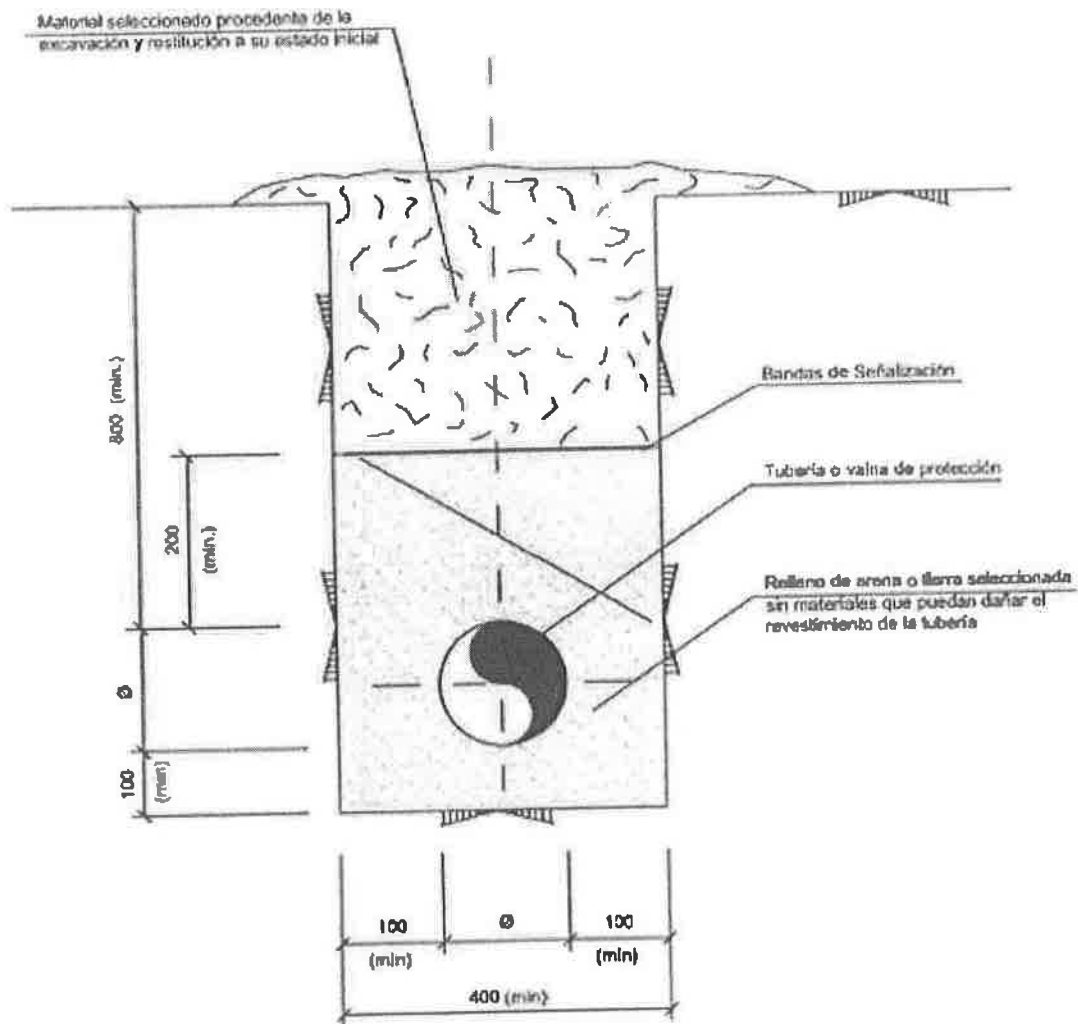 Material seleccionado procedente de la
excavación y restitución a su estado inicial
Bandas de Señalización
800 (min.)
Tubería o vaina de protección
200
(min.)
Relleno de arena o tierra seleccionada
sin materiales que puedan dañar el
revestimiento de la tubería
Ø
100
(min)
100
Ø
100
(min)
(min)
400 (min)